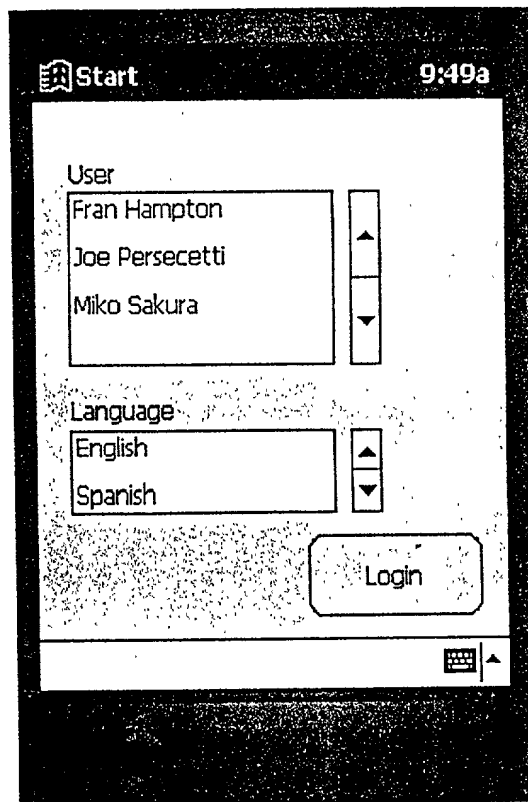 Start 9:49a
User
Fran Hampton
Joe Persecetti
Miko Sakura
Language
English
Spanish
Login